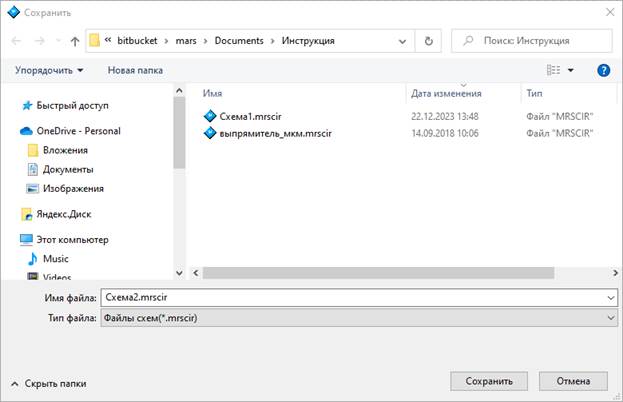 Сохранить
« bitbucket > mars > Documents > Инструкция
Поиск: Инструкция
Упорядочить Новая папка
Имя Дата изменения Тип
Быстрый доступ
Схема1.mrscir 22.12.2023 13:48 Файл "MRSCIR"
OneDrive - Personal
выпрямитель_мкм.mrscir 14.09.2018 10:06 Файл "MRSCIR"
Вложения
Документы
Изображения
Яндекс.Диск
Этот компьютер
Music
Videos
Имя файла: Схема2.mrscir
Тип файла: Файлы схем(*.mrscir)
Скрыть папки
Сохранить Отмена